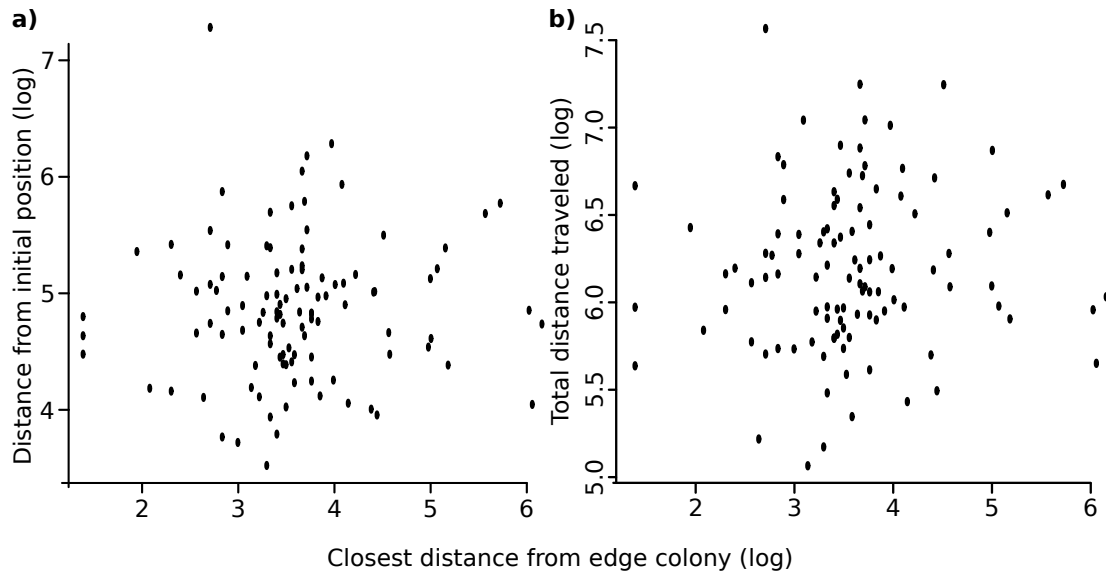 a)
Distance from initial position (log)
7
6
5
4
2 3 4 5 6
b)
Total distance traveled (log)
7.5
7.0
6.5
6.0
5.5
5.0
2 3 4 5 6
Closest distance from edge colony (log)